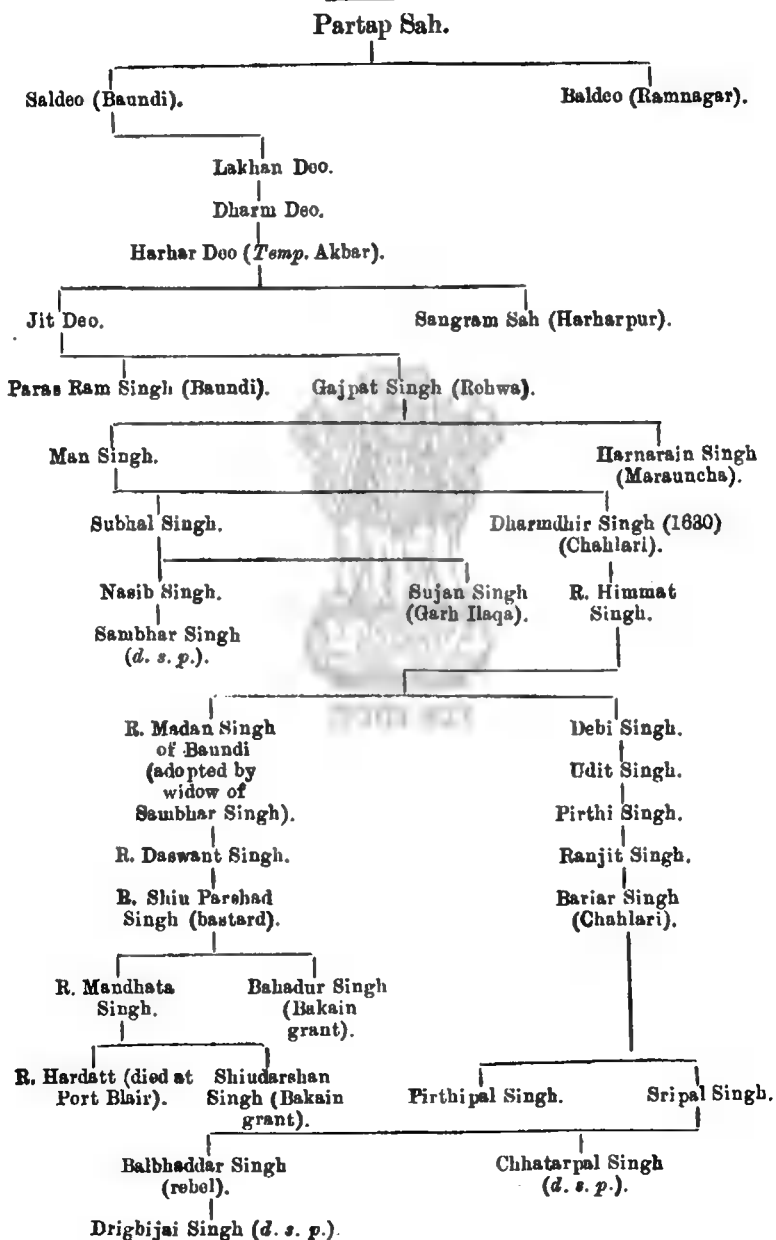 Partap Sah.
Saldeo (Baundi). Baldeo (Ramnagar).
Lakhan Deo.
Dharm Deo.
Harhar Deo (Temp. Akbar).
Jit Deo. Sangram Sah (Harharpur).
Paras Ram Singh (Baundi). Gajpat Singh (Rehwa).
Man Singh. Harnarain Singh
(Marauncha).
Subhal Singh. Dharmdhir Singh (1630)
(Chahlari).
Nasib Singh. Sujan Singh R. Himmat
(Garh Ilaqa). Singh.
Sambhar Singh
(d. s. p.).
R. Madan Singh Debi Singh.
of Baundi
(adopted by Udit Singh.
widow of
Sambhar Singh). Pirthi Singh.
R. Daswant Singh. Ranjit Singh.
R. Shiu Parshad Bariar Singh
Singh (bastard). (Chahlari).
R. Mandhata Bahadur Singh
Singh. (Bakain
grant).
R. Hardatt (died at Shiudarshan Pirthipal Singh. Sripal Singh.
Port Blair). Singh (Bakain
grant).
Balbhaddar Singh Chhatarpal Singh
(rebel). (d. s. p.).
Drigbijai Singh (d. s. p.)